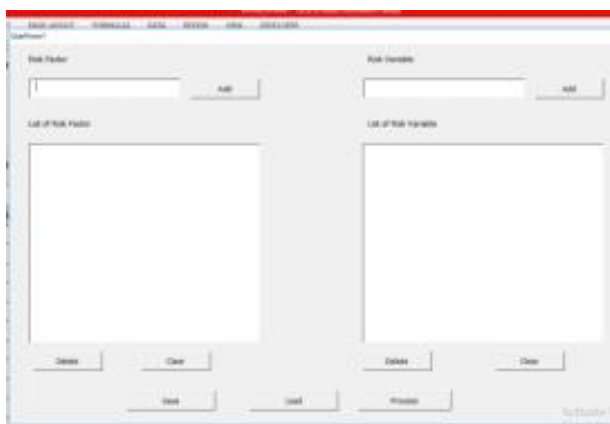 PAGE LAYOUT FORMULAS DATA REVIEW VIEW DEVELOPER
UserForm1
Risk Factor Risk Variable
Add Add
List of Risk Factor List of Risk Variable
Delete Clear Delete Clear
Save Load Process
Activate